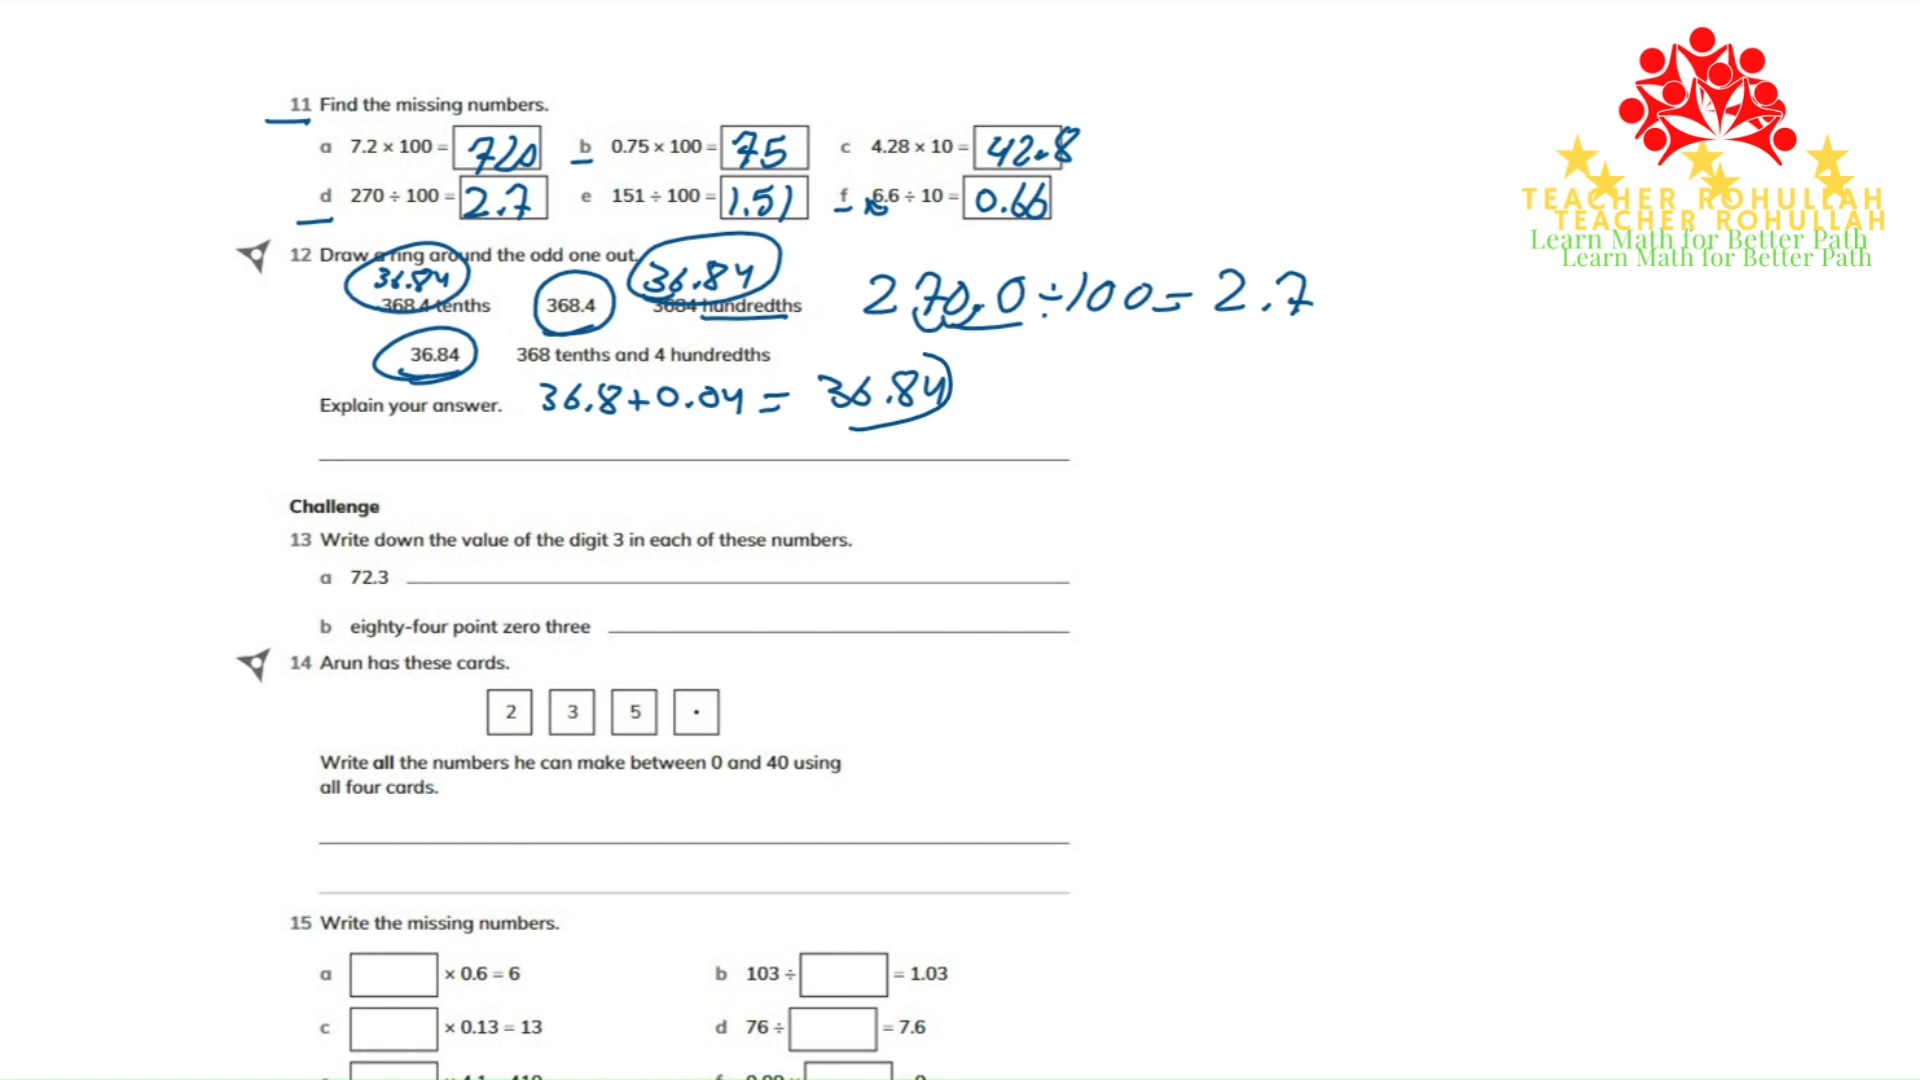 11 Find the missing numbers.
a 7.2 × 100 = 720 b 0.75 × 100 = 75 c 4.28 × 10 = 42.8
d 270 ÷ 100 = 2.7 e 151 ÷ 100 = 1.51 f 6.6 ÷ 10 = 0.66
12 Draw a ring around the odd one out.
36.84 36.84
368.4 tenths 368.4 3684 hundredths 270.0 ÷ 100 = 2.7
36.84 368 tenths and 4 hundredths
Explain your answer. 36.8 + 0.04 = 36.84
Challenge
13 Write down the value of the digit 3 in each of these numbers.
a 72.3
b eighty-four point zero three
14 Arun has these cards.
2 3 5 .
Write all the numbers he can make between 0 and 40 using
all four cards.
15 Write the missing numbers.
a × 0.6 = 6 b 103 ÷ = 1.03
c × 0.13 = 13 d 76 ÷ = 7.6
TEACHER ROHULLAH
TEACHER ROHULLAH
Learn Math for Better Path
Learn Math for Better Path